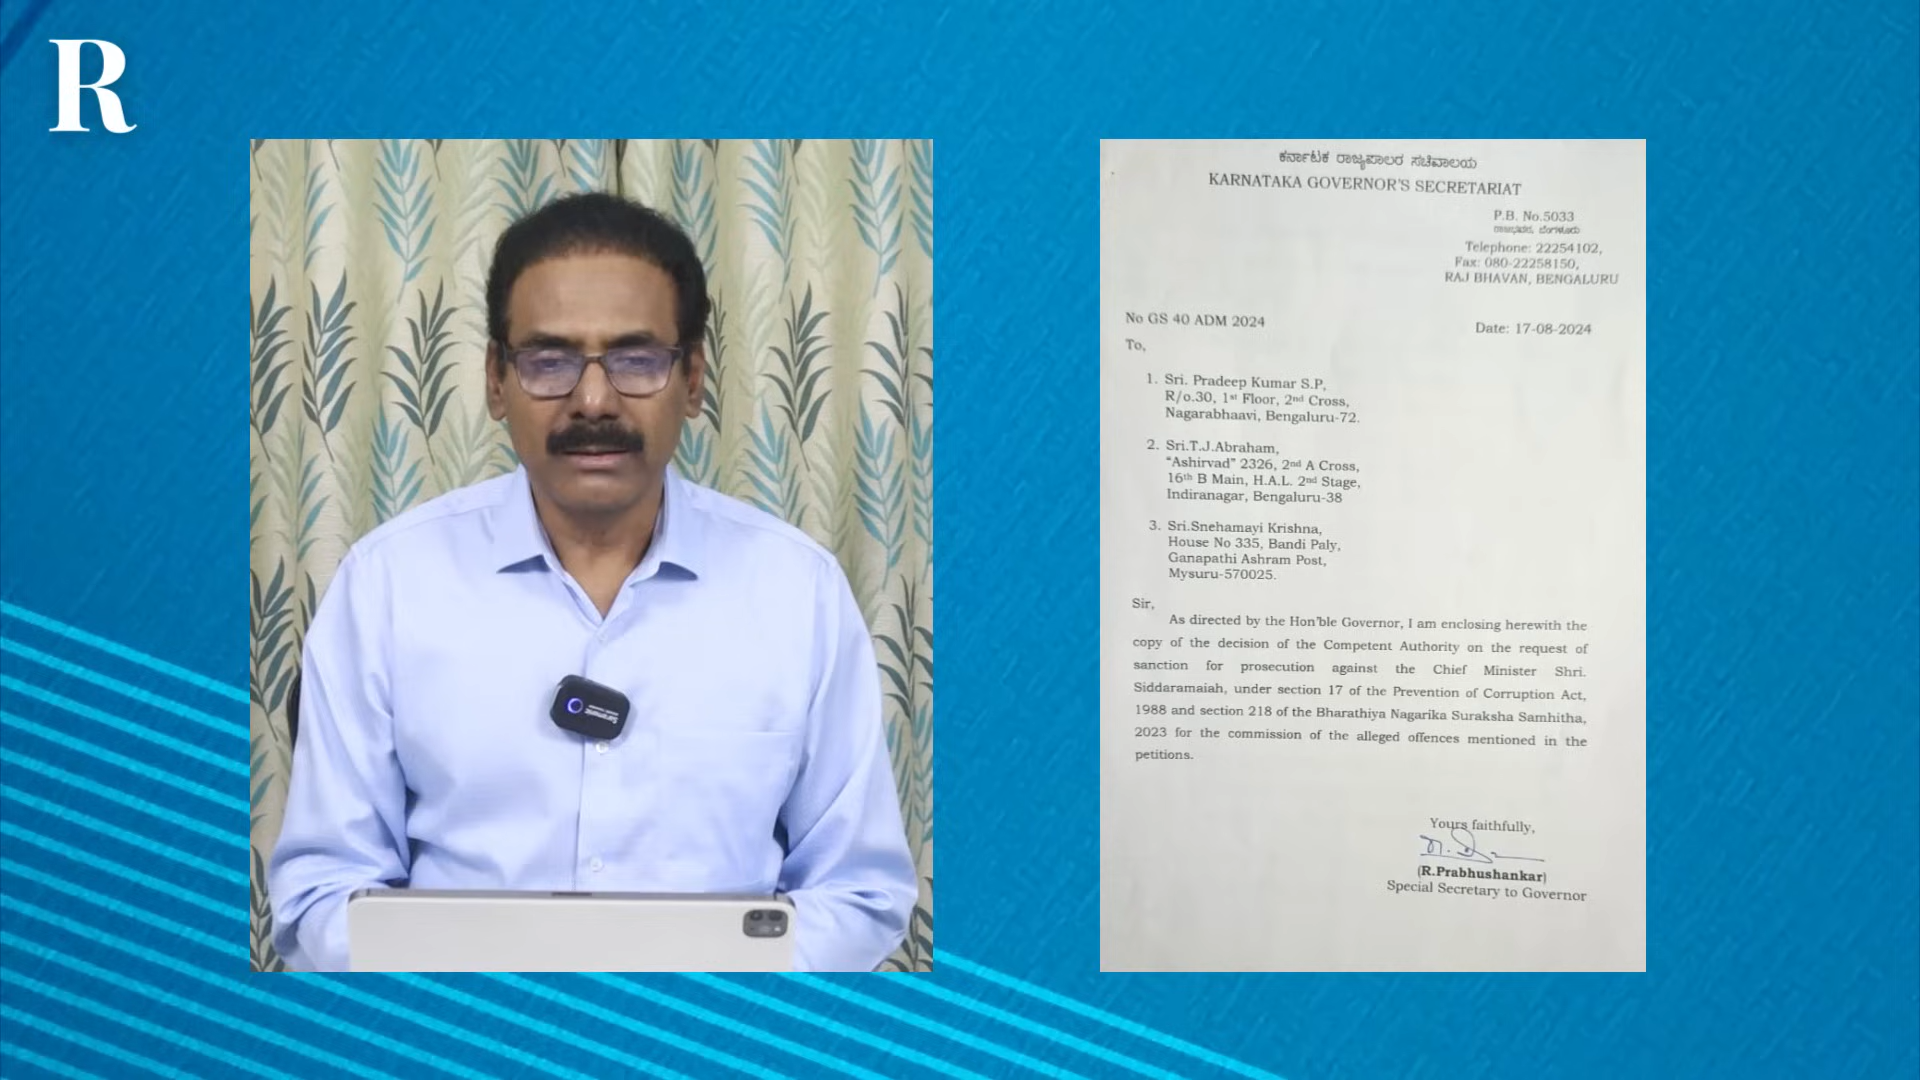 R
ಕರ್ನಾಟಕ ರಾಜ್ಯಪಾಲರ ಸಚಿವಾಲಯ
KARNATAKA GOVERNOR'S SECRETARIAT
P.B. No.5033
ರಾಜಭವನ, ಬೆಂಗಳೂರು
Telephone: 22254102,
Fax: 080-22258150,
RAJ BHAVAN, BENGALURU
No GS 40 ADM 2024
Date: 17-08-2024
To,
1. Sri. Pradeep Kumar S.P,
R/o.30, 1st Floor, 2nd Cross,
Nagarabhaavi, Bengaluru-72.
2. Sri.T.J.Abraham,
"Ashirvad" 2326, 2nd A Cross,
16th B Main, H.A.L. 2nd Stage,
Indiranagar, Bengaluru-38
3. Sri.Snehamayi Krishna,
House No 335, Bandi Paly,
Ganapathi Ashram Post,
Mysuru-570025.
Sir,
As directed by the Hon'ble Governor, I am enclosing herewith the
copy of the decision of the Competent Authority on the request of
sanction for prosecution against the Chief Minister Shri.
Siddaramaiah, under section 17 of the Prevention of Corruption Act,
1988 and section 218 of the Bharathiya Nagarika Suraksha Samhitha,
2023 for the commission of the alleged offences mentioned in the
petitions.
Yours faithfully,
(R.Prabhushankar)
Special Secretary to Governor
Saramonic